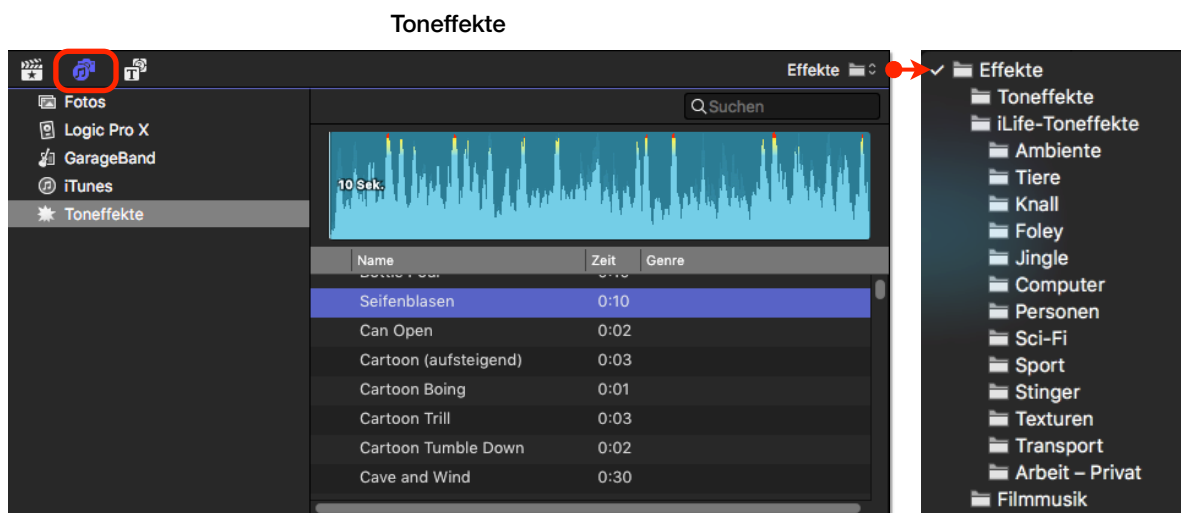 Toneffekte
Effekte
Fotos
Logic Pro X
GarageBand
iTunes
Toneffekte
Suchen
10 Sek.
Name Zeit Genre
Seifenblasen 0:10
Can Open 0:02
Cartoon (aufsteigend) 0:03
Cartoon Boing 0:01
Cartoon Trill 0:03
Cartoon Tumble Down 0:02
Cave and Wind 0:30
✓ Effekte
Toneffekte
iLife-Toneffekte
Ambiente
Tiere
Knall
Foley
Jingle
Computer
Personen
Sci-Fi
Sport
Stinger
Texturen
Transport
Arbeit – Privat
Filmmusik